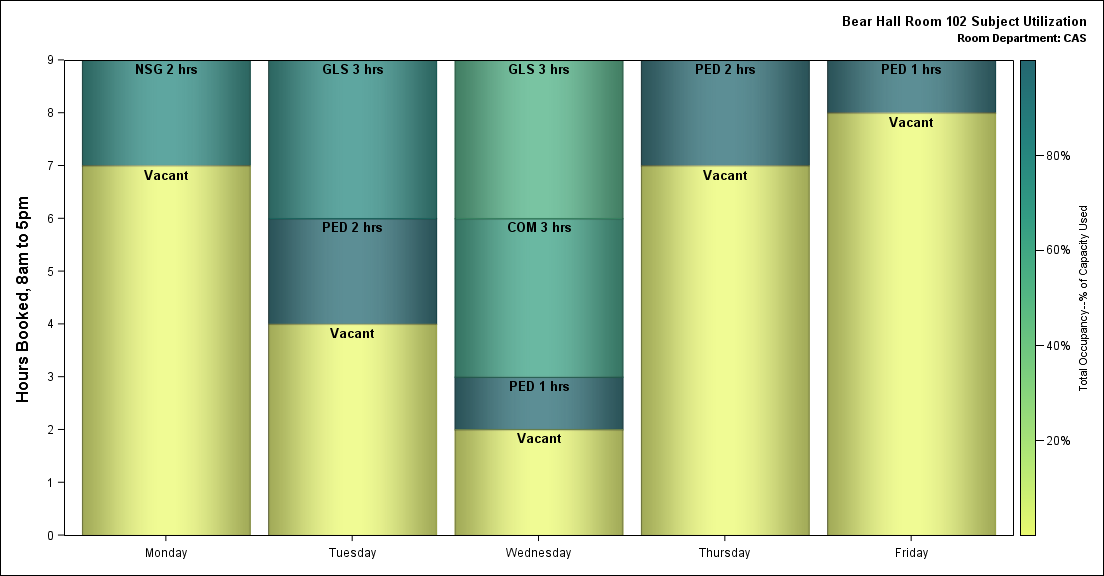 Bear Hall Room 102 Subject Utilization
Room Department: CAS
Hours Booked, 8am to 5pm
9
8
7
6
5
4
3
2
1
0
NSG 2 hrs
Vacant
GLS 3 hrs
PED 2 hrs
Vacant
GLS 3 hrs
COM 3 hrs
PED 1 hrs
Vacant
PED 2 hrs
Vacant
PED 1 hrs
Vacant
Monday
Tuesday
Wednesday
Thursday
Friday
80%
60%
40%
20%
Total Occupancy--% of Capacity Used